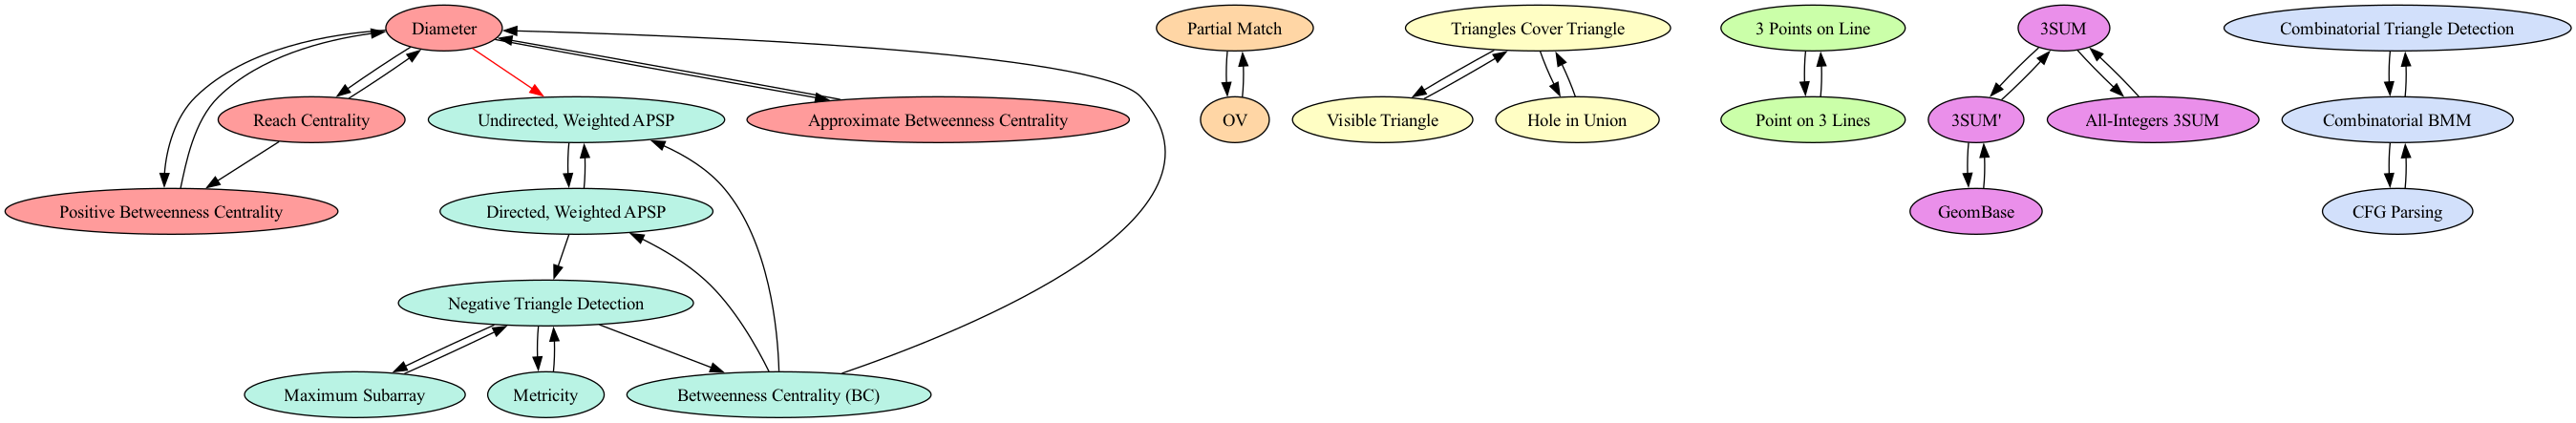 Diameter
Partial Match
Triangles Cover Triangle
3 Points on Line
3SUM
Combinatorial Triangle Detection
Reach Centrality
Undirected, Weighted APSP
Approximate Betweenness Centrality
OV
Visible Triangle
Hole in Union
Point on 3 Lines
3SUM'
All-Integers 3SUM
Combinatorial BMM
Positive Betweenness Centrality
Directed, Weighted APSP
GeomBase
CFG Parsing
Negative Triangle Detection
Maximum Subarray
Metricity
Betweenness Centrality (BC)